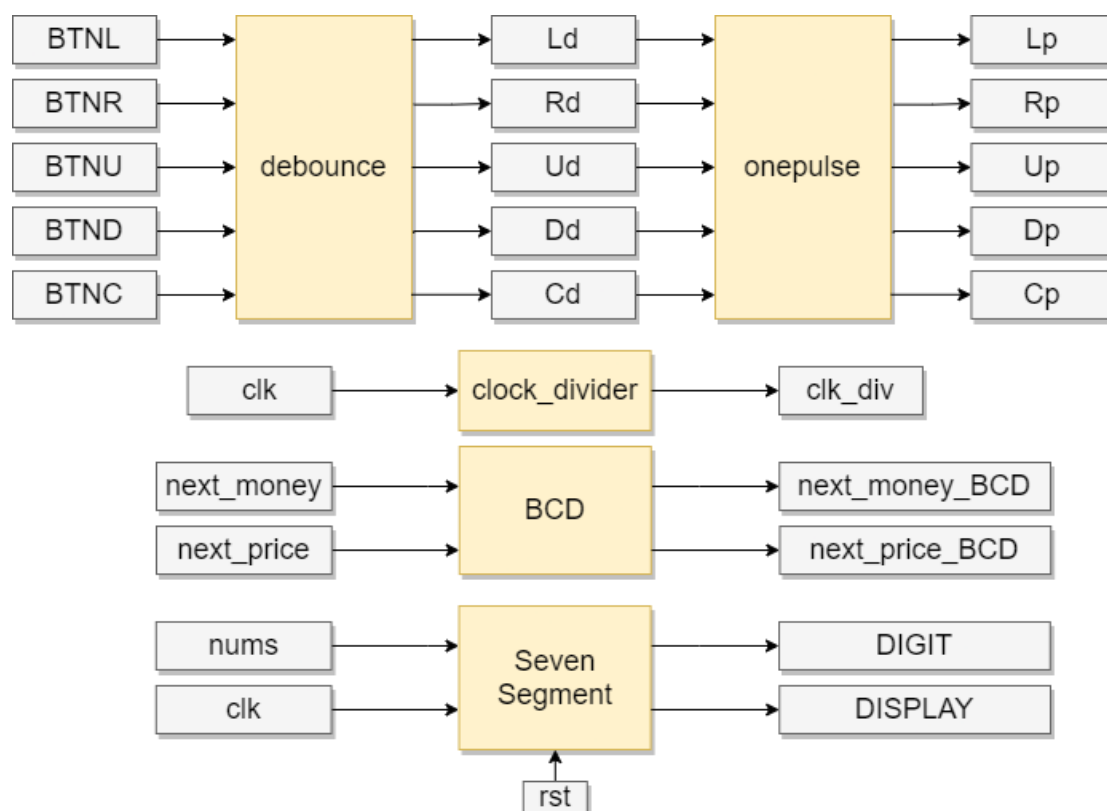 BTNL
Ld
Lp
BTNR
Rd
Rp
BTNU
debounce
Ud
onepulse
Up
BTND
Dd
Dp
BTNC
Cd
Cp
clk
clock_divider
clk_div
next_money
BCD
next_money_BCD
next_price
next_price_BCD
nums
Seven
Segment
DIGIT
clk
DISPLAY
rst